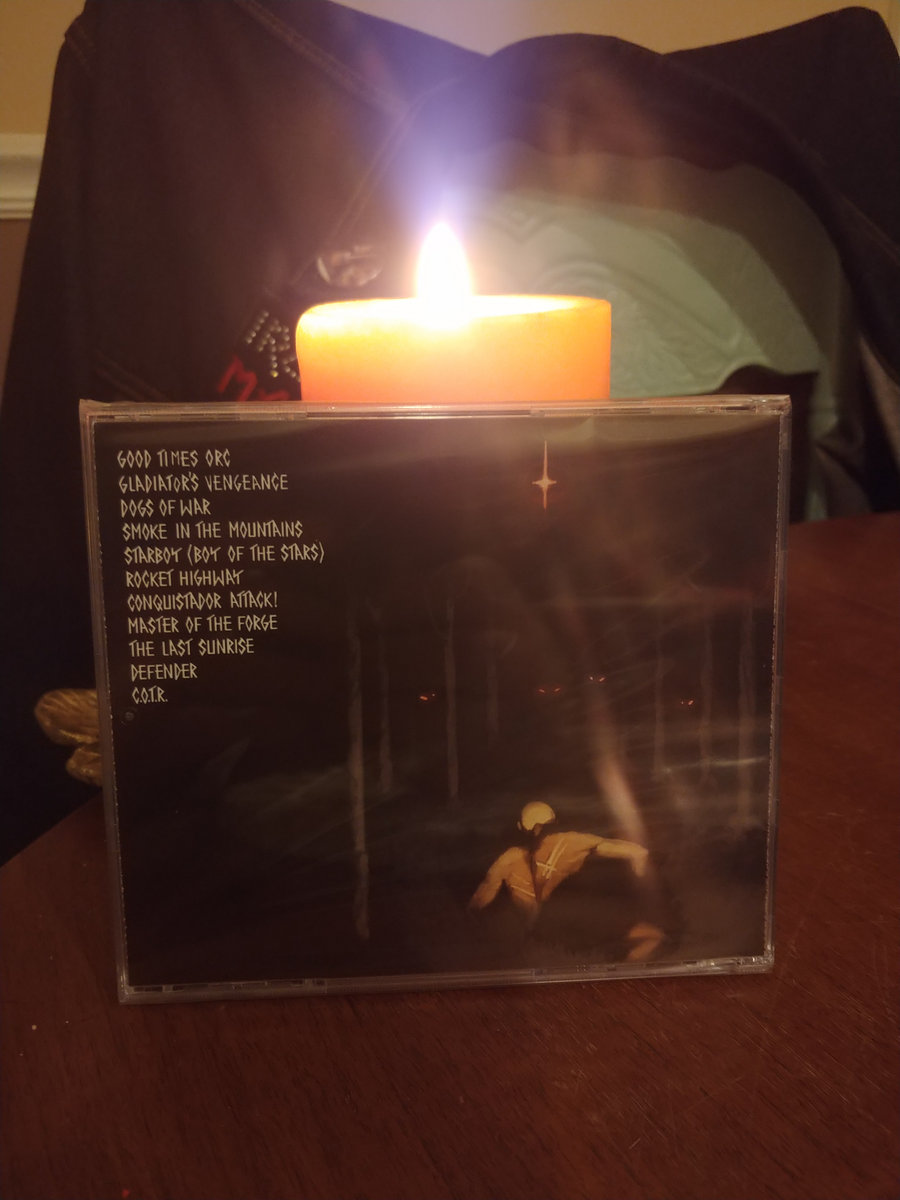 GOOD TIMES ORC
GLADIATOR'S VENGEANCE
DOGS OF WAR
SMOKE IN THE MOUNTAINS
STARBOY (BOY OF THE STARS)
ROCKET HIGHWAY
CONQUISTADOR ATTACK!
MASTER OF THE FORGE
THE LAST SUNRISE
DEFENDER
C.O.T.R.